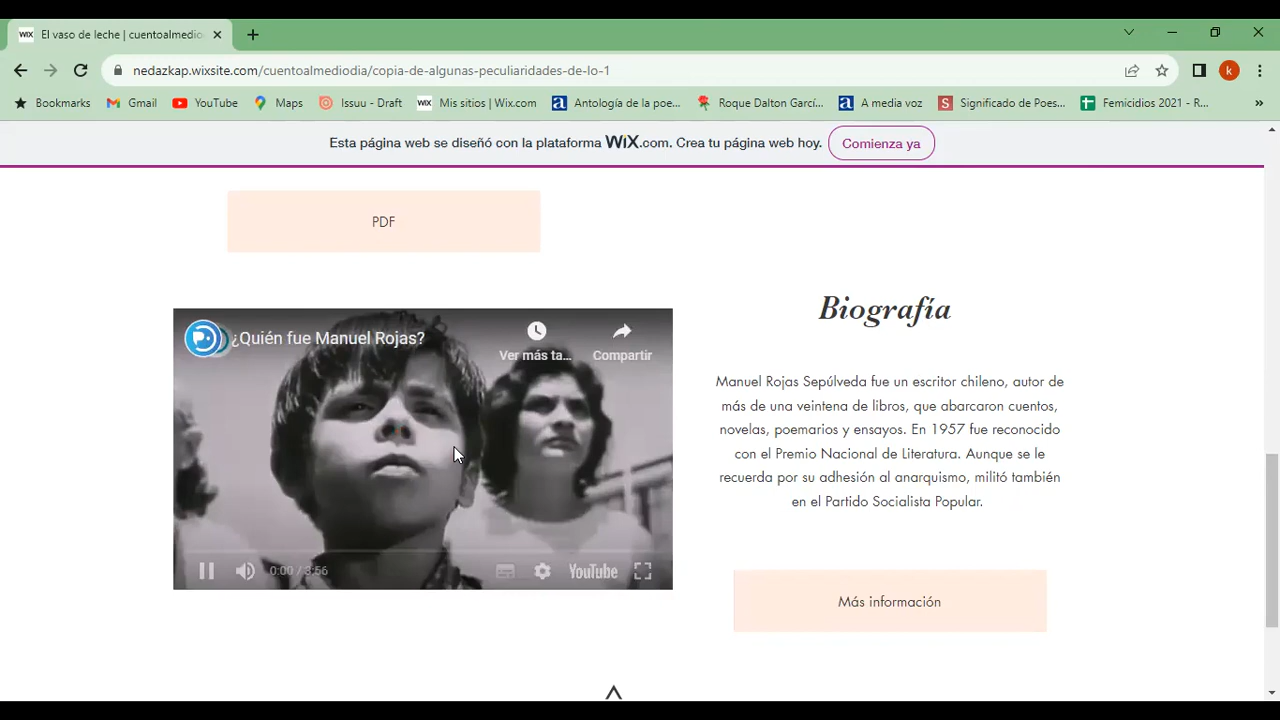 WiX El vaso de leche | cuentoalmedio
nedazkap.wixsite.com/cuentoalmediodia/copia-de-algunas-peculiaridades-de-lo-1
k
Bookmarks Gmail YouTube Maps Issuu - Draft WiX Mis sitios | Wix.com a Antología de la poe... Roque Dalton Garcí... a A media voz S Significado de Poes... Femicidios 2021 - R... »
Esta página web se diseñó con la plataforma WiX.com. Crea tu página web hoy. Comienza ya
PDF
¿Quién fue Manuel Rojas?
Ver más ta... Compartir
0:00 / 3:56 YouTube
Biografía
Manuel Rojas Sepúlveda fue un escritor chileno, autor de
más de una veintena de libros, que abarcaron cuentos,
novelas, poemarios y ensayos. En 1957 fue reconocido
con el Premio Nacional de Literatura. Aunque se le
recuerda por su adhesión al anarquismo, militó también
en el Partido Socialista Popular.
Más información